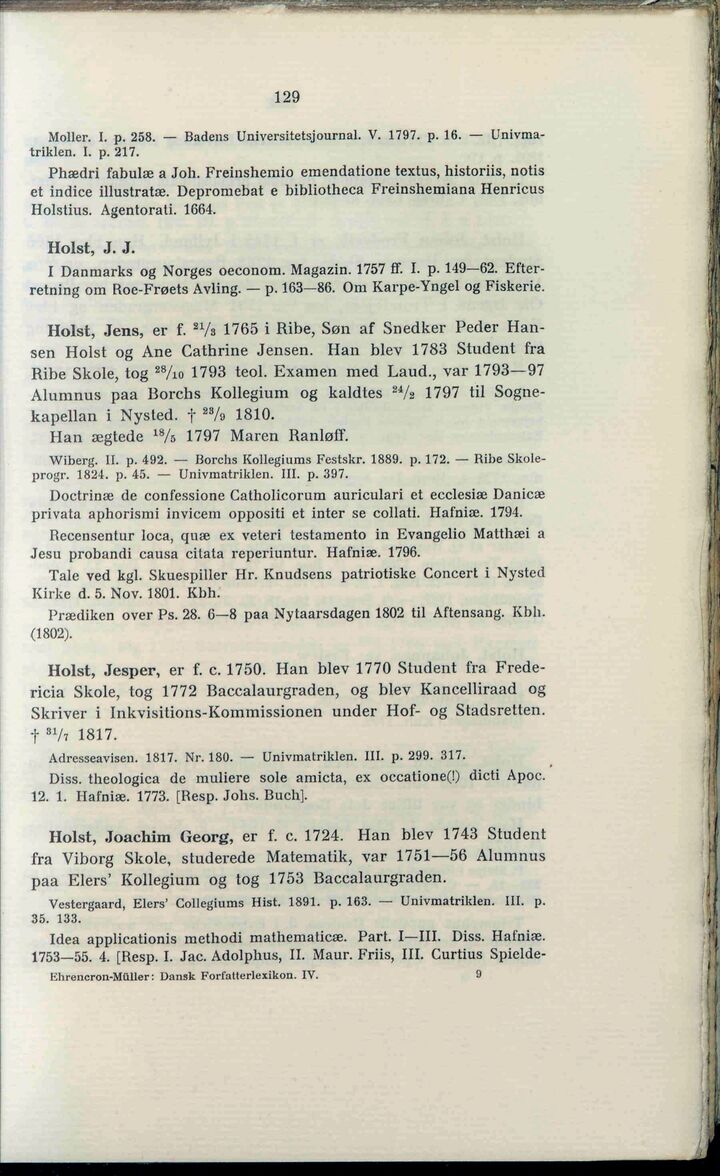 129
Moller. I. p. 258. — Badens Universitetsjournal. V. 1797. p. 16. — Univma-
triklen. I. p. 217.
Phædri fabulæ a Joh. Freinshemio emendatione textus, historiis, notis
et indice illustratæ. Depromebat e bibliotheca Freinshemiana Henricus
Holstius. Agentorati. 1664.
Holst, J. J.
I Danmarks og Norges oeconom. Magazin. 1757 ff. I. p. 149—62. Efter-
retning om Roe-Frøets Avling. — p. 163—86. Om Karpe-Yngel og Fiskerie.
Holst, Jens, er f. ²¹/₃ 1765 i Ribe, Søn af Snedker Peder Han-
sen Holst og Ane Cathrine Jensen. Han blev 1783 Student fra
Ribe Skole, tog ²⁸/₁₀ 1793 teol. Examen med Laud., var 1793—97
Alumnus paa Borchs Kollegium og kaldtes ²⁴/₂ 1797 til Sogne-
kapellan i Nysted. † ²³/₉ 1810.
Han ægtede ¹⁸/₅ 1797 Maren Ranløff.
Wiberg. II. p. 492. — Borchs Kollegiums Festskr. 1889. p. 172. — Ribe Skole-
progr. 1824. p. 45. — Univmatriklen. III. p. 397.
Doctrinæ de confessione Catholicorum auriculari et ecclesiæ Danicæ
privata aphorismi invicem oppositi et inter se collati. Hafniæ. 1794.
Recensentur loca, quæ ex veteri testamento in Evangelio Matthæi a
Jesu probandi causa citata reperiuntur. Hafniæ. 1796.
Tale ved kgl. Skuespiller Hr. Knudsens patriotiske Concert i Nysted
Kirke d. 5. Nov. 1801. Kbh.
Prædiken over Ps. 28. 6—8 paa Nytaarsdagen 1802 til Aftensang. Kbh.
(1802).
Holst, Jesper, er f. c. 1750. Han blev 1770 Student fra Frede-
ricia Skole, tog 1772 Baccalaurgraden, og blev Kancelliraad og
Skriver i Inkvisitions-Kommissionen under Hof- og Stadsretten.
† ³¹/₇ 1817.
Adresseavisen. 1817. Nr. 180. — Univmatriklen. III. p. 299. 317.
Diss. theologica de muliere sole amicta, ex occatione(!) dicti Apoc.
12. 1. Hafniæ. 1773. [Resp. Johs. Buch].
Holst, Joachim Georg, er f. c. 1724. Han blev 1743 Student
fra Viborg Skole, studerede Matematik, var 1751—56 Alumnus
paa Elers' Kollegium og tog 1753 Baccalaurgraden.
Vestergaard, Elers' Collegiums Hist. 1891. p. 163. — Univmatriklen. III. p.
35. 133.
Idea applicationis methodi mathematicæ. Part. I—III. Diss. Hafniæ.
1753—55. 4. [Resp. I. Jac. Adolphus, II. Maur. Friis, III. Curtius Spielde-
Ehrencron-Müller: Dansk Forfatterlexikon. IV. 9